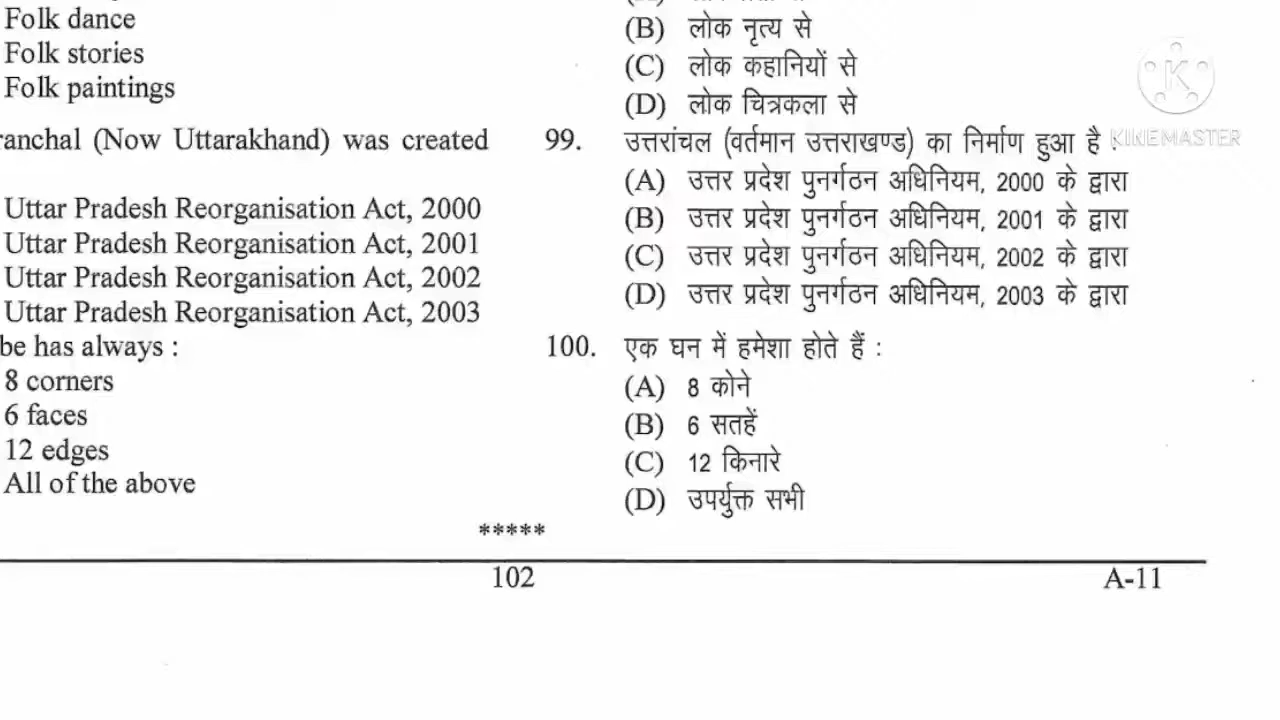 Folk dance
Folk stories
Folk paintings
ranchal (Now Uttarakhand) was created
Uttar Pradesh Reorganisation Act, 2000
Uttar Pradesh Reorganisation Act, 2001
Uttar Pradesh Reorganisation Act, 2002
Uttar Pradesh Reorganisation Act, 2003
be has always :
8 corners
6 faces
12 edges
All of the above
(B) लोक नृत्य से
(C) लोक कहानियों से
(D) लोक चित्रकला से
99. उत्तरांचल (वर्तमान उत्तराखण्ड) का निर्माण हुआ है :
(A) उत्तर प्रदेश पुनर्गठन अधिनियम, 2000 के द्वारा
(B) उत्तर प्रदेश पुनर्गठन अधिनियम, 2001 के द्वारा
(C) उत्तर प्रदेश पुनर्गठन अधिनियम, 2002 के द्वारा
(D) उत्तर प्रदेश पुनर्गठन अधिनियम, 2003 के द्वारा
100. एक घन में हमेशा होते हैं :
(A) 8 कोने
(B) 6 सतहें
(C) 12 किनारे
(D) उपर्युक्त सभी
*****
102
A-11
K
KINEMASTER